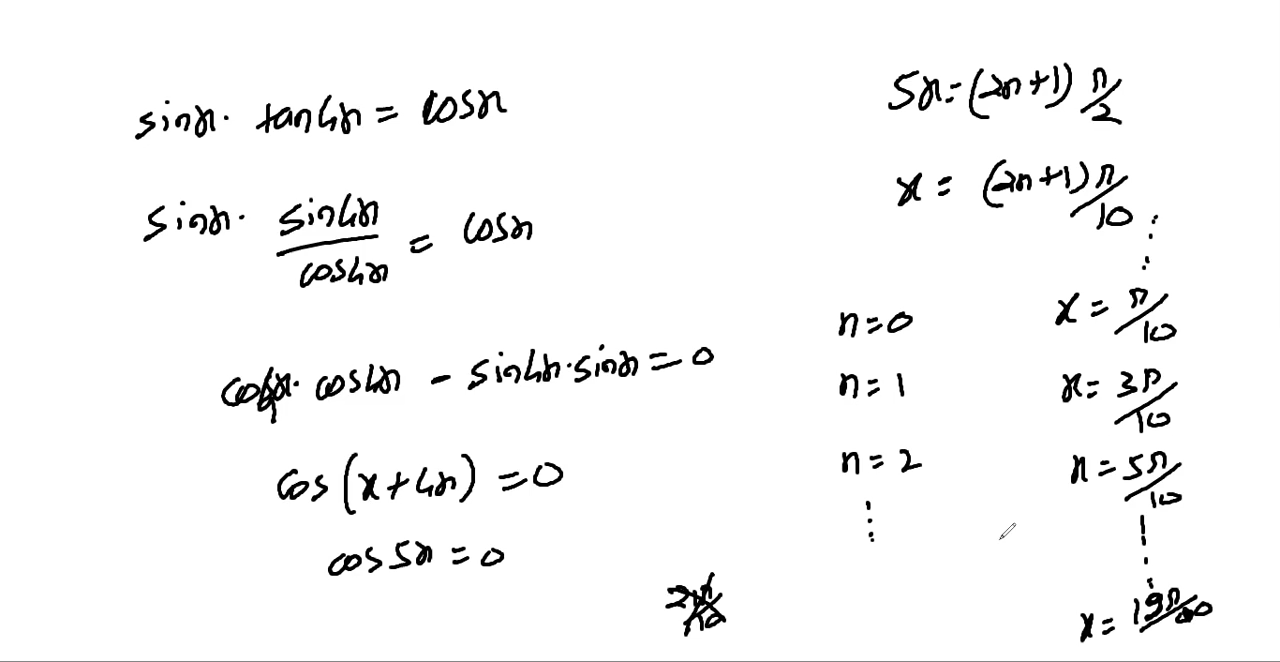 sinx. tan4x = cosx
sinx. sin4x/cos4x = cosx
cosx. cos4x - sin4x.sinx = 0
cos (x+4x) = 0
cos5x = 0
5x = (2n+1) π/2
x = (2n+1)π/10
n=0 x = π/10
n=1 x = 3π/10
n=2 x = 5π/10
x = 19π/10